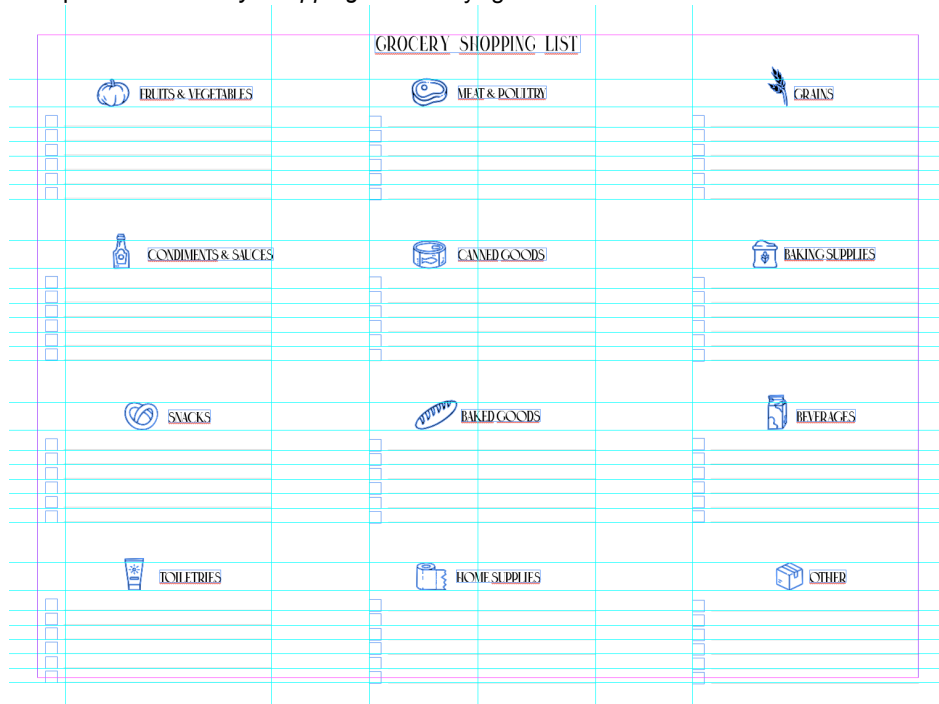 GROCERY SHOPPING LIST
FRUITS & VEGETABLES
MEAT & POULTRY
GRAINS
CONDIMENTS & SAUCES
CANNED GOODS
BAKING SUPPLIES
SNACKS
BAKED GOODS
BEVERAGES
TOILETRIES
HOME SUPPLIES
OTHER